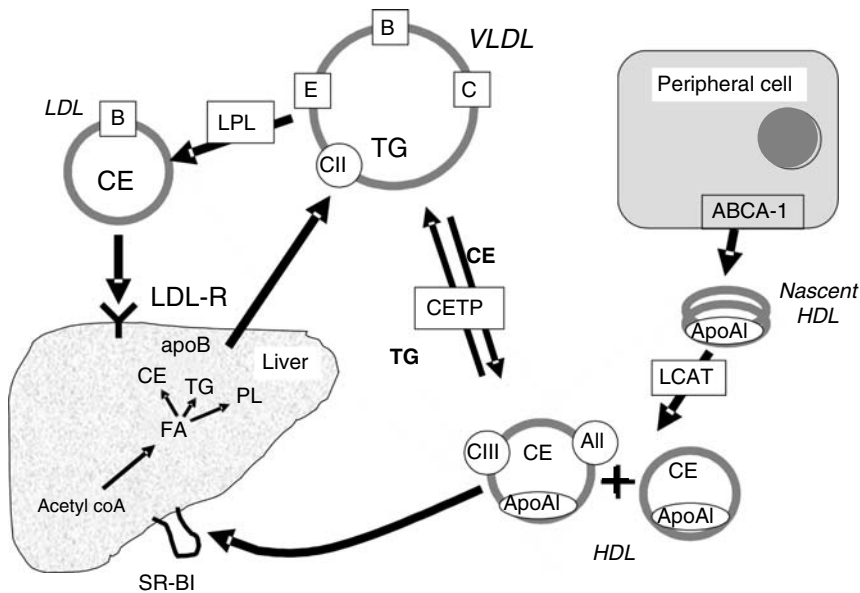 VLDL
B
E
C
CII
TG
LDL
B
CE
LPL
Peripheral cell
ABCA-1
Nascent
HDL
ApoAI
LCAT
CE
CETP
TG
LDL-R
apoB
Liver
CE
TG
PL
FA
Acetyl coA
SR-BI
CIII
CE
AII
ApoAI
+
CE
ApoAI
HDL